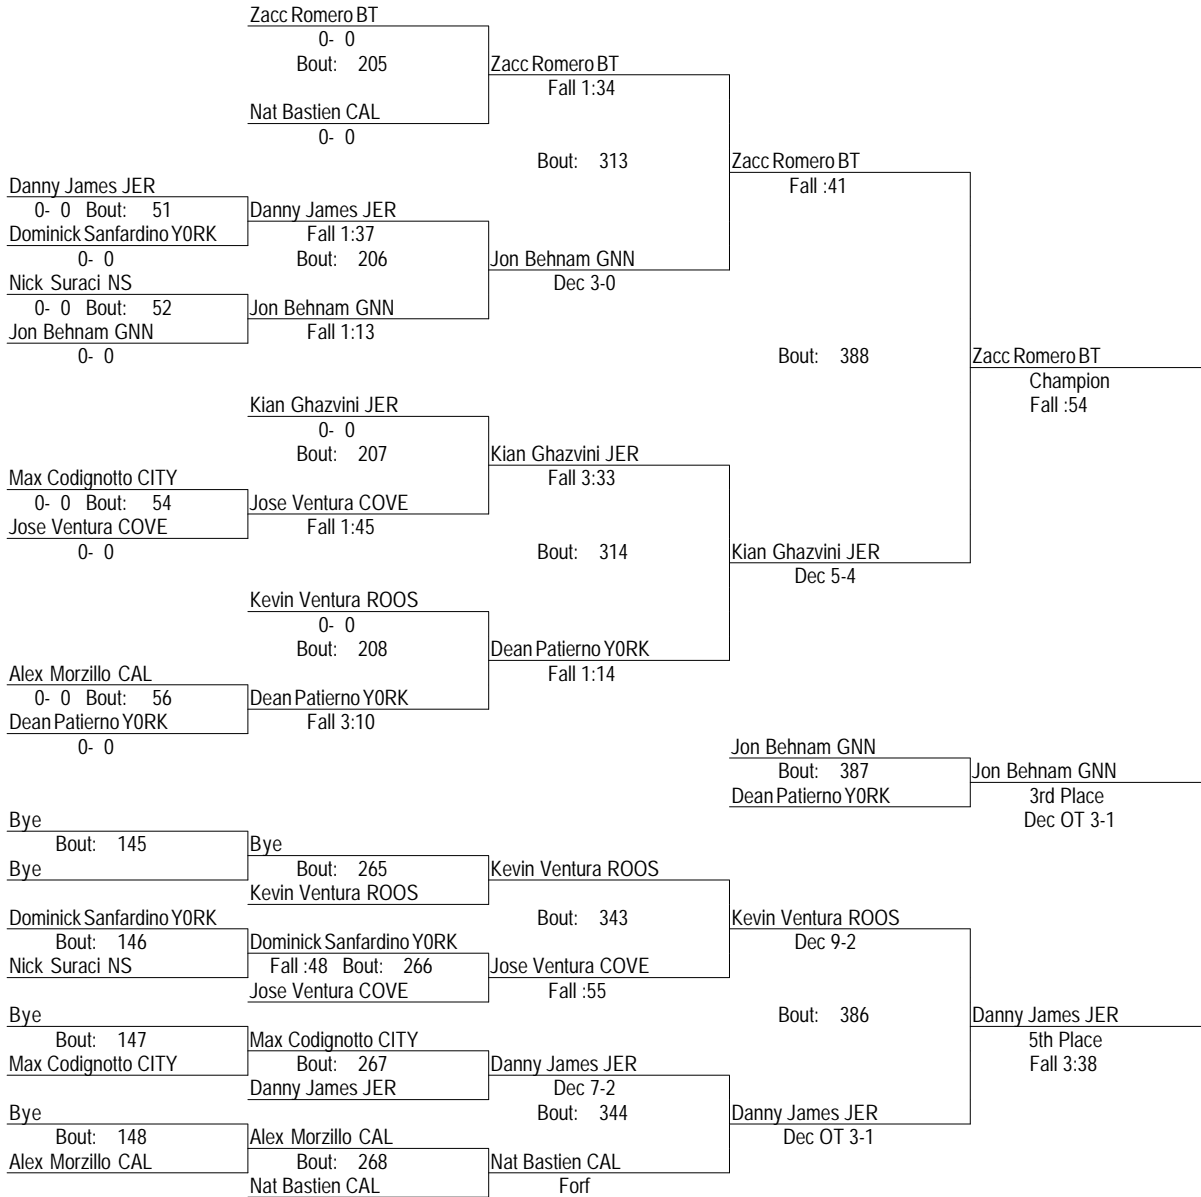 Zacc Romero BT
0- 0
Bout: 205
Zacc Romero BT
Fall 1:34
Nat Bastien CAL
0- 0
Bout: 313
Zacc Romero BT
Fall :41
Danny James JER
0- 0 Bout: 51
Danny James JER
Dominick Sanfardino Y0RK
Fall 1:37
0- 0
Bout: 206
Jon Behnam GNN
Dec 3-0
Nick Suraci NS
0- 0 Bout: 52
Jon Behnam GNN
Jon Behnam GNN
Fall 1:13
0- 0
Bout: 388
Zacc Romero BT
Champion
Fall :54
Kian Ghazvini JER
0- 0
Bout: 207
Kian Ghazvini JER
Fall 3:33
Max Codignotto CITY
0- 0 Bout: 54
Jose Ventura COVE
Jose Ventura COVE
Fall 1:45
0- 0
Bout: 314
Kian Ghazvini JER
Dec 5-4
Kevin Ventura ROOS
0- 0
Bout: 208
Dean Patierno Y0RK
Fall 1:14
Alex Morzillo CAL
0- 0 Bout: 56
Dean Patierno Y0RK
Dean Patierno Y0RK
Fall 3:10
0- 0
Jon Behnam GNN
Bout: 387
Jon Behnam GNN
Dean Patierno Y0RK
3rd Place
Dec OT 3-1
Bye
Bout: 145
Bye
Bye
Bout: 265
Kevin Ventura ROOS
Kevin Ventura ROOS
Dominick Sanfardino Y0RK
Bout: 343
Kevin Ventura ROOS
Dec 9-2
Bout: 146
Dominick Sanfardino Y0RK
Nick Suraci NS
Fall :48 Bout: 266
Jose Ventura COVE
Jose Ventura COVE
Fall :55
Bye
Bout: 386
Danny James JER
5th Place
Fall 3:38
Bout: 147
Max Codignotto CITY
Max Codignotto CITY
Bout: 267
Danny James JER
Danny James JER
Dec 7-2
Bye
Bout: 344
Danny James JER
Dec OT 3-1
Bout: 148
Alex Morzillo CAL
Alex Morzillo CAL
Bout: 268
Nat Bastien CAL
Nat Bastien CAL
Forf